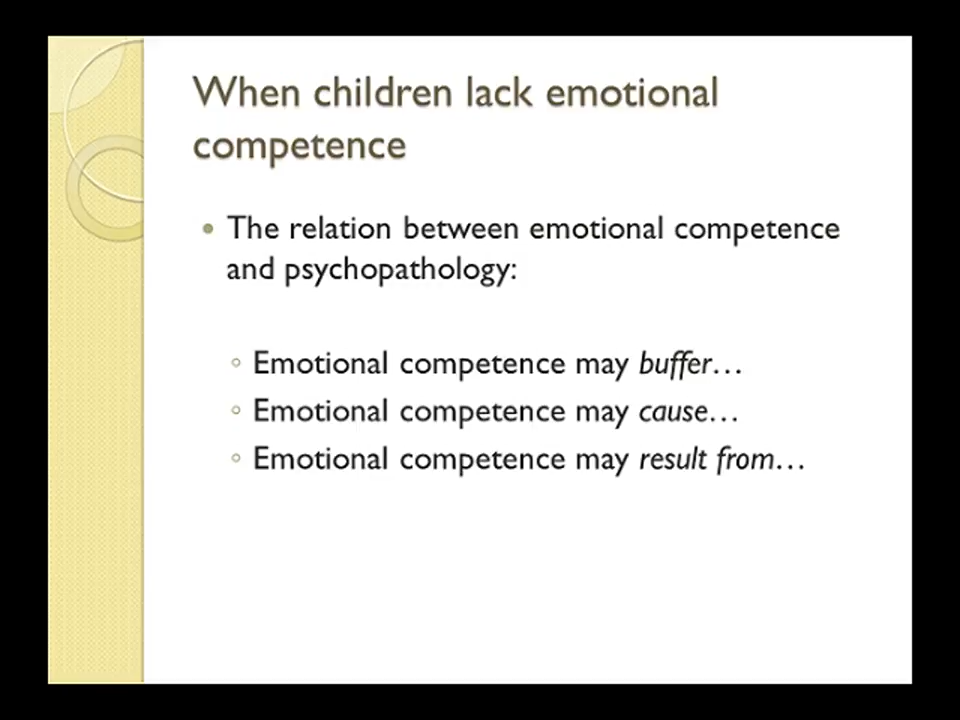 When children lack emotional
competence
• The relation between emotional competence
and psychopathology:
◦ Emotional competence may buffer…
◦ Emotional competence may cause…
◦ Emotional competence may result from…